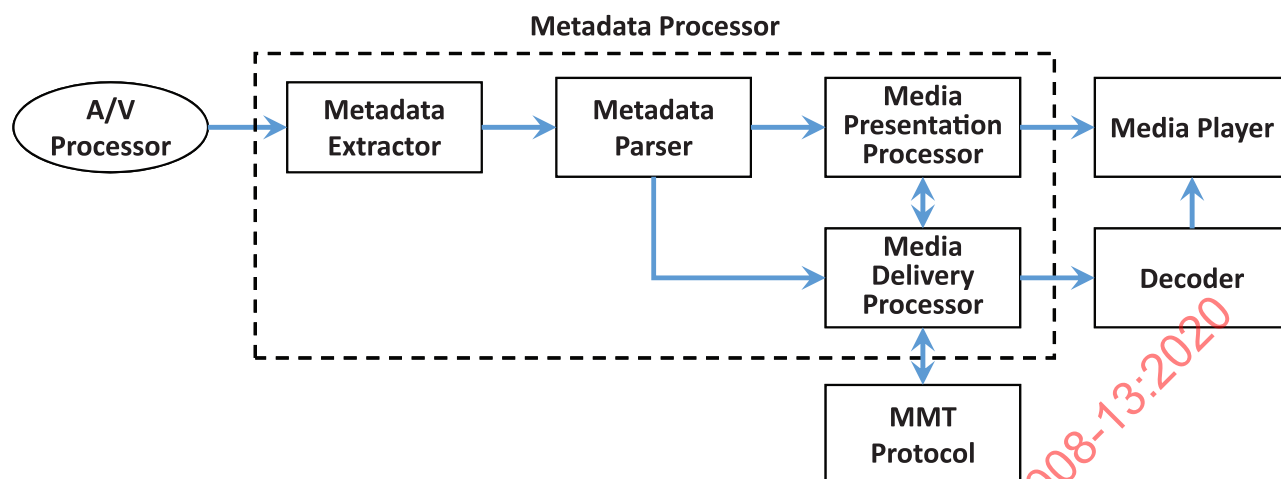 Metadata Processor
A/V
Processor
Metadata
Extractor
Metadata
Parser
Media
Presentation
Processor
Media Player
Media
Delivery
Processor
Decoder
MMT
Protocol
008-13:2020